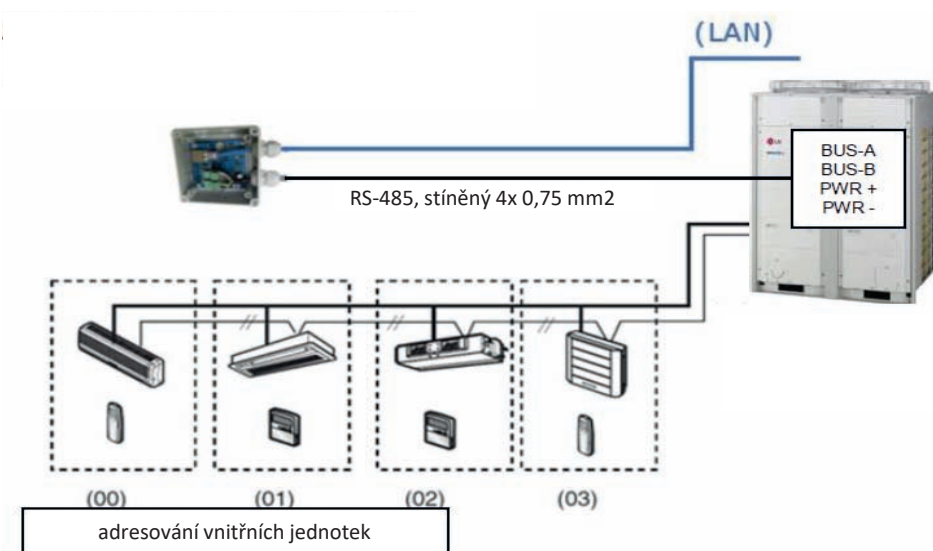 (LAN)
LG
BUS-A
BUS-B
PWR +
PWR -
RS-485, stíněný 4x 0,75 mm2
(00) (01) (02) (03)
adresování vnitřních jednotek